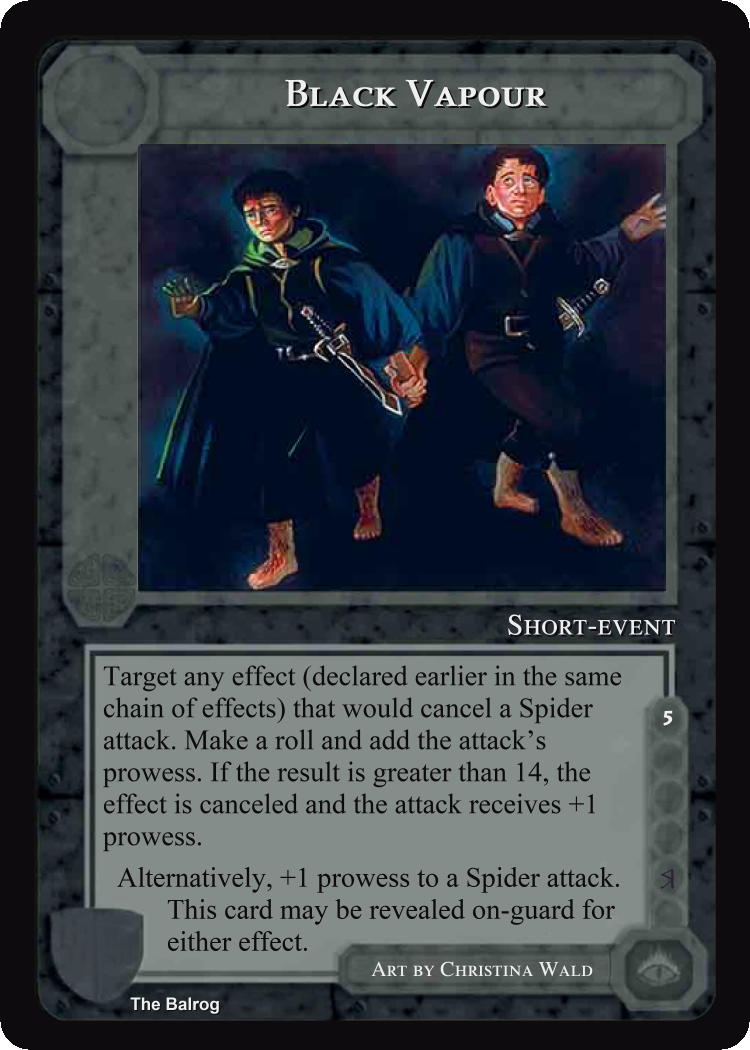 Black Vapour
Short-event
Target any effect (declared earlier in the same
chain of effects) that would cancel a Spider
attack. Make a roll and add the attack's
prowess. If the result is greater than 14, the
effect is canceled and the attack receives +1
prowess.
Alternatively, +1 prowess to a Spider attack.
This card may be revealed on-guard for
either effect.
5
Art by Christina Wald
The Balrog